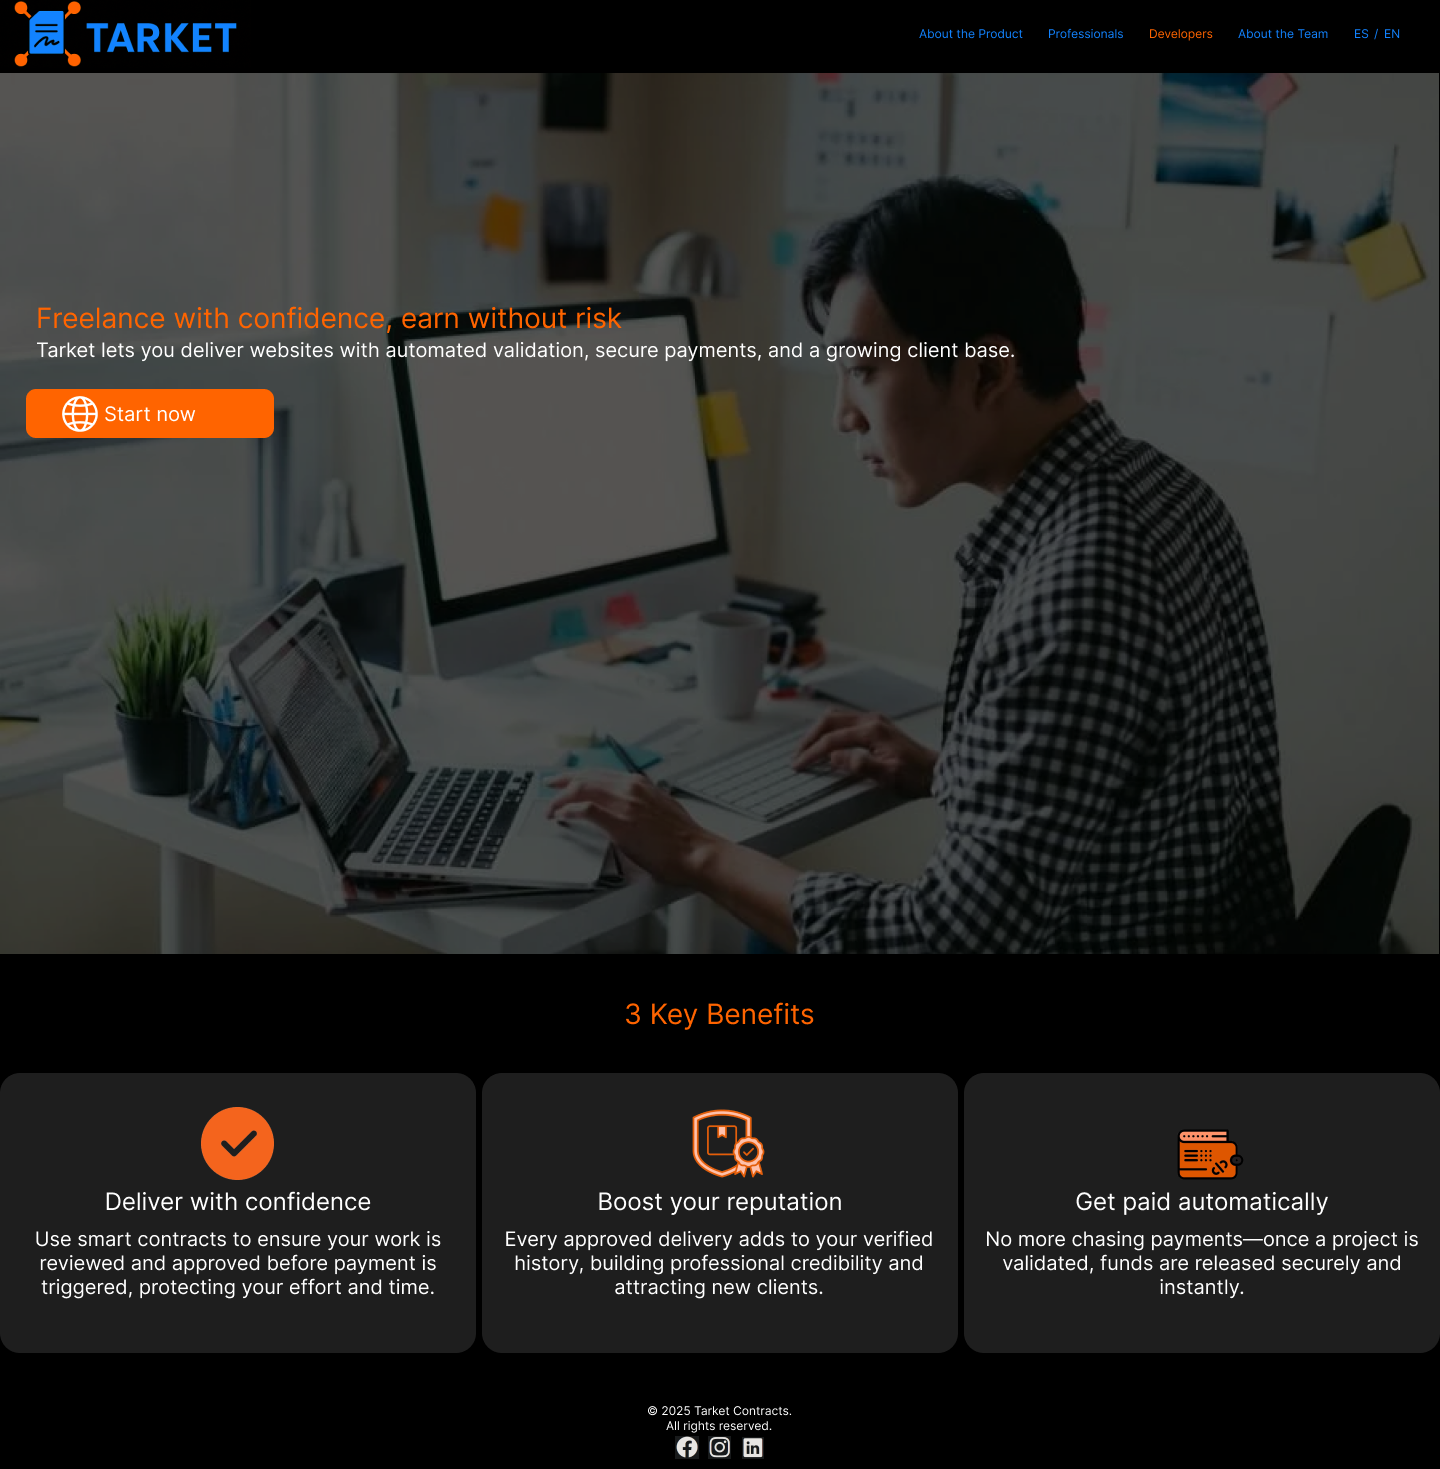 TARKET
About the Product
Professionals
Developers
About the Team
ES / EN
Freelance with confidence, earn without risk
Tarket lets you deliver websites with automated validation, secure payments, and a growing client base.
Start now
3 Key Benefits
Deliver with confidence
Use smart contracts to ensure your work is
reviewed and approved before payment is
triggered, protecting your effort and time.
Boost your reputation
Every approved delivery adds to your verified
history, building professional credibility and
attracting new clients.
Get paid automatically
No more chasing payments—once a project is
validated, funds are released securely and
instantly.
© 2025 Tarket Contracts.
All rights reserved.